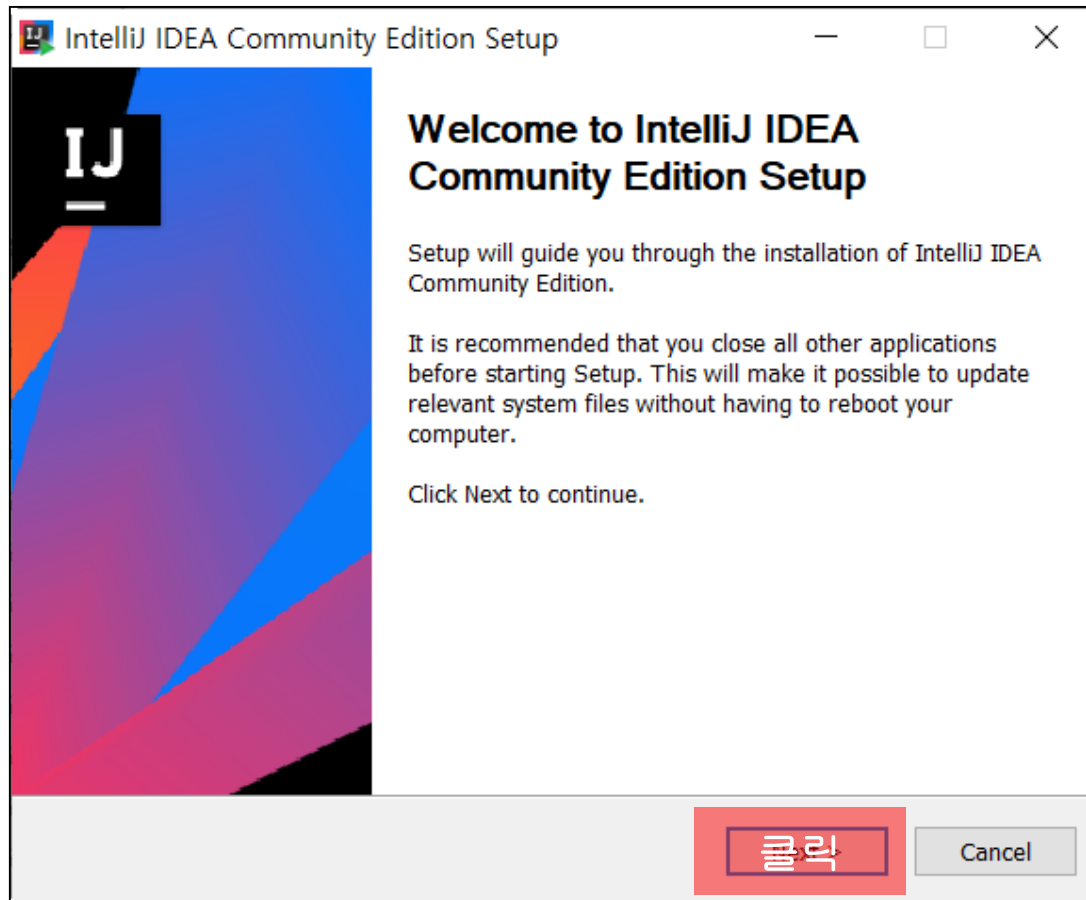 IntelliJ IDEA Community Edition Setup
IJ
Welcome to IntelliJ IDEA
Community Edition Setup
Setup will guide you through the installation of IntelliJ IDEA
Community Edition.
It is recommended that you close all other applications
before starting Setup. This will make it possible to update
relevant system files without having to reboot your
computer.
Click Next to continue.
클릭
Next >
Cancel